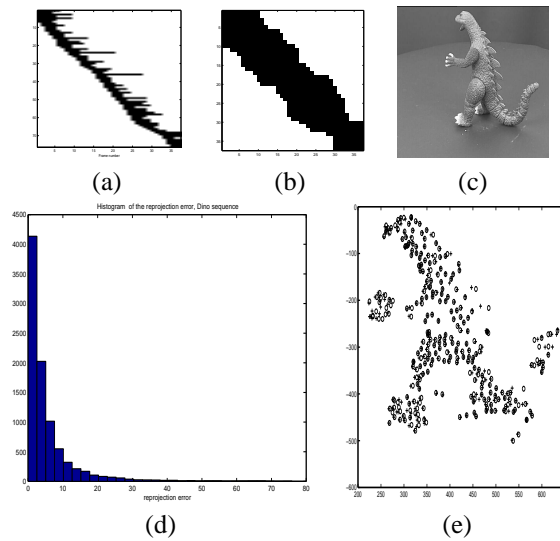 Frame number
(a)
(b)
(c)
Histogram of the reprojection error, Dino sequence
4500
4000
3500
3000
2500
2000
1500
1000
500
0
0 10 20 30 40 50 60 70 80
reprojection error
(d)
0
-100
-200
-300
-400
-500
-600
200 250 300 350 400 450 500 550 600
(e)